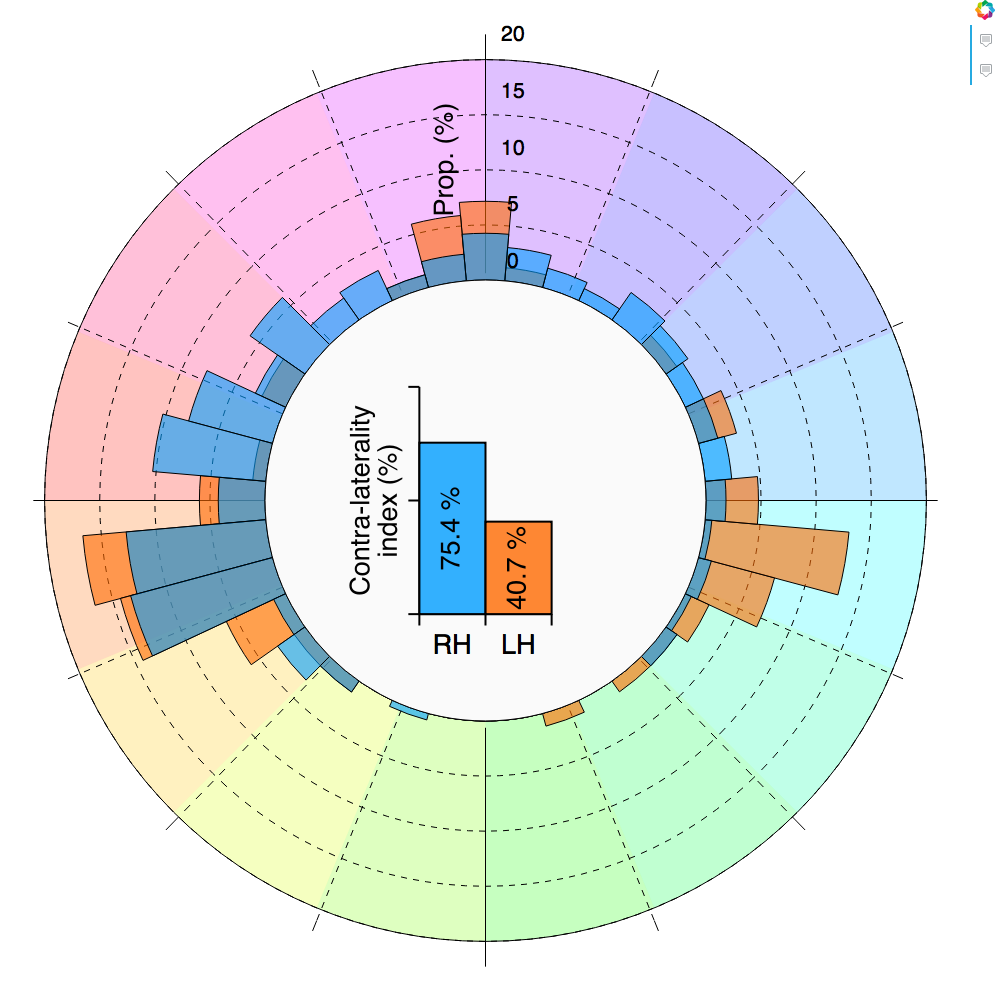 20
15
10
5
0
Prop. (%)
Contra-laterality
index (%)
75.4 %
40.7 %
RH
LH